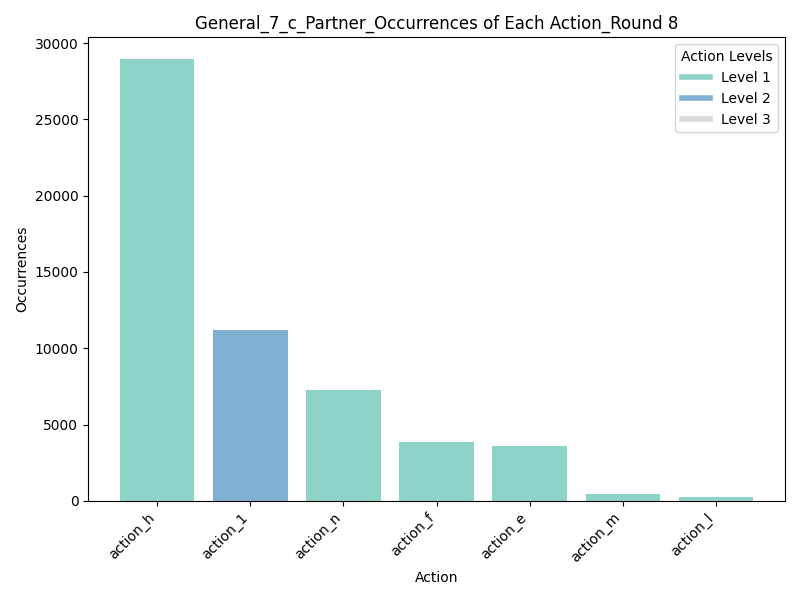 General_7_c_Partner_Occurrences of Each Action_Round 8
Action Levels
Level 1
Level 2
Level 3
Occurrences
30000
25000
20000
15000
10000
5000
0
action_h
action_1
action_n
action_f
action_e
action_m
action_l
Action